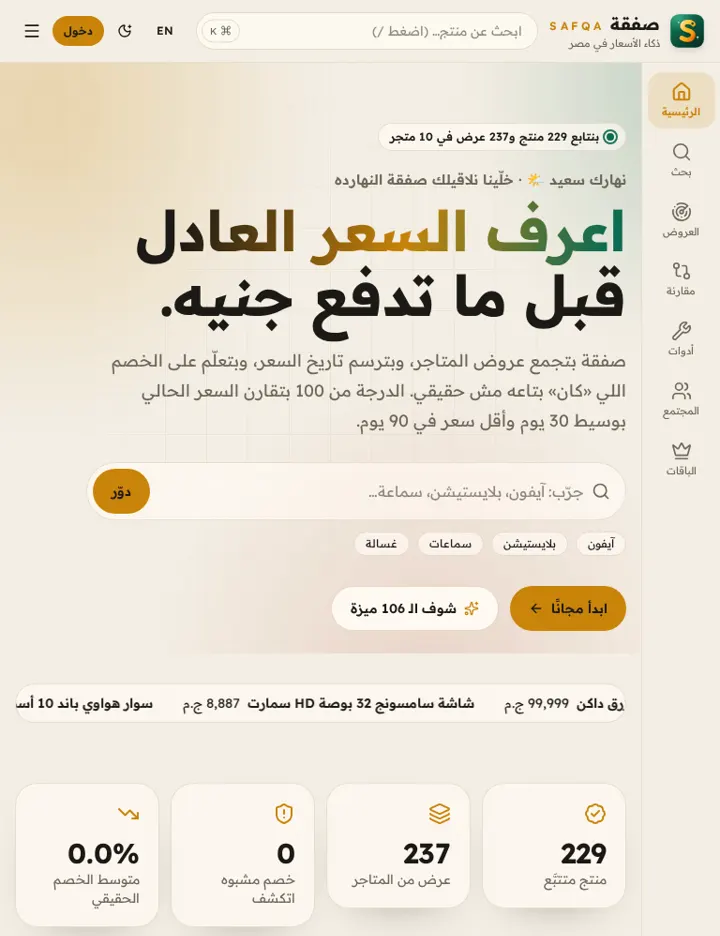 صفقة SAFQA
ذكاء الأسعار في مصر
ابحث عن منتج... (اضغط /)
⌘ K
EN
دخول
الرئيسية
بحث
العروض
مقارنة
أدوات
المجتمع
الباقات
بنتابع 229 منتج و237 عرض في 10 متجر
نهارك سعيد 🌤️ · خلّينا نلاقيلك صفقة النهارده
اعرف السعر العادل
قبل ما تدفع جنيه.
صفقة بتجمع عروض المتاجر، وبترسم تاريخ السعر، وبتعلّم على الخصم
اللي «كان» بتاعه مش حقيقي. الدرجة من 100 بتقارن السعر الحالي
بوسيط 30 يوم وأقل سعر في 90 يوم.
جرّب: آيفون، بلايستيشن، سماعة...
دوّر
آيفون
بلايستيشن
سماعات
غسالة
ابدأ مجانًا ←
شوف الـ 106 ميزة
رق داكن 99,999 ج.م شاشة سامسونج 32 بوصة HD سمارت 8,887 ج.م سوار هواوي باند 10 أس
229
منتج متتبَّع
237
عرض من المتاجر
0
خصم مشبوه
اتكشف
0.0%
متوسط الخصم
الحقيقي